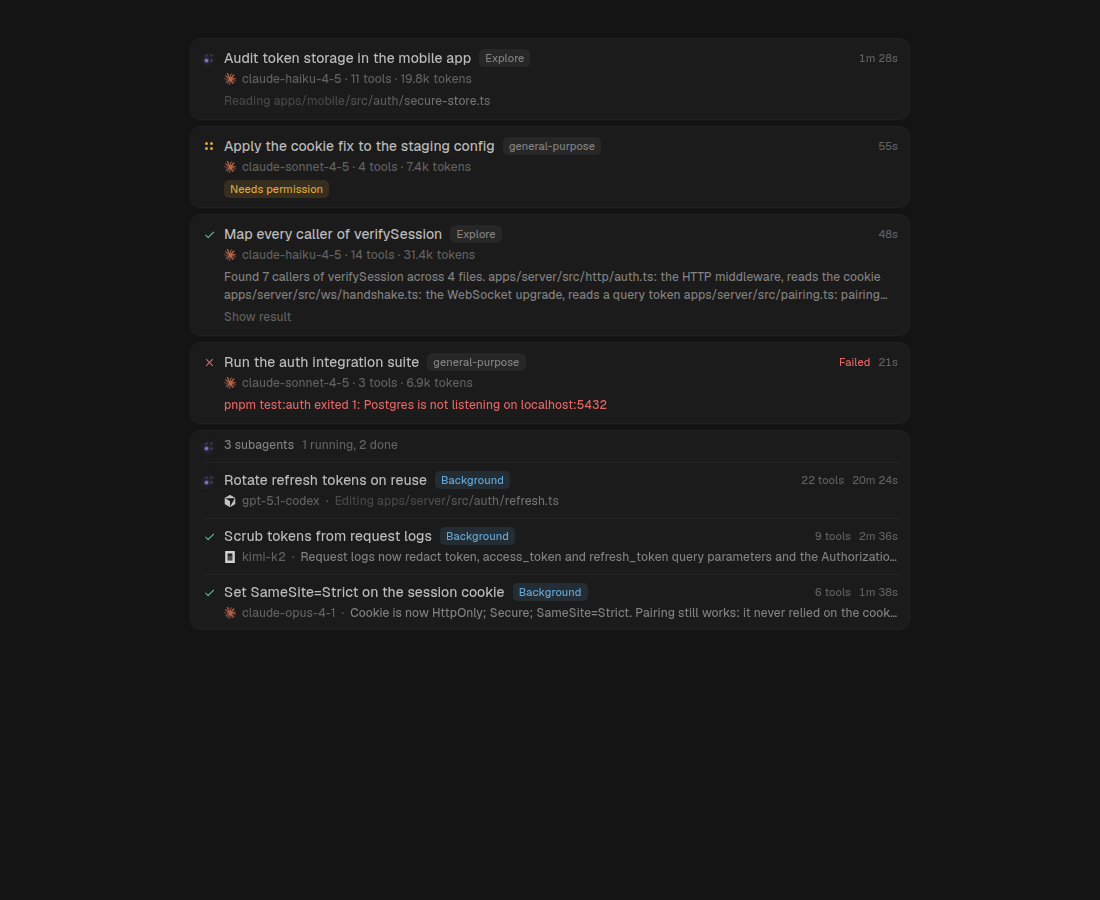 Audit token storage in the mobile app Explore 1m 28s
claude-haiku-4-5 · 11 tools · 19.8k tokens
Reading apps/mobile/src/auth/secure-store.ts
Apply the cookie fix to the staging config general-purpose 55s
claude-sonnet-4-5 · 4 tools · 7.4k tokens
Needs permission
Map every caller of verifySession Explore 48s
claude-haiku-4-5 · 14 tools · 31.4k tokens
Found 7 callers of verifySession across 4 files. apps/server/src/http/auth.ts: the HTTP middleware, reads the cookie
apps/server/src/ws/handshake.ts: the WebSocket upgrade, reads a query token apps/server/src/pairing.ts: pairing…
Show result
Run the auth integration suite general-purpose Failed 21s
claude-sonnet-4-5 · 3 tools · 6.9k tokens
pnpm test:auth exited 1: Postgres is not listening on localhost:5432
3 subagents 1 running, 2 done
Rotate refresh tokens on reuse Background 22 tools 20m 24s
gpt-5.1-codex · Editing apps/server/src/auth/refresh.ts
Scrub tokens from request logs Background 9 tools 2m 36s
kimi-k2 · Request logs now redact token, access_token and refresh_token query parameters and the Authorizatio…
Set SameSite=Strict on the session cookie Background 6 tools 1m 38s
claude-opus-4-1 · Cookie is now HttpOnly; Secure; SameSite=Strict. Pairing still works: it never relied on the cook…